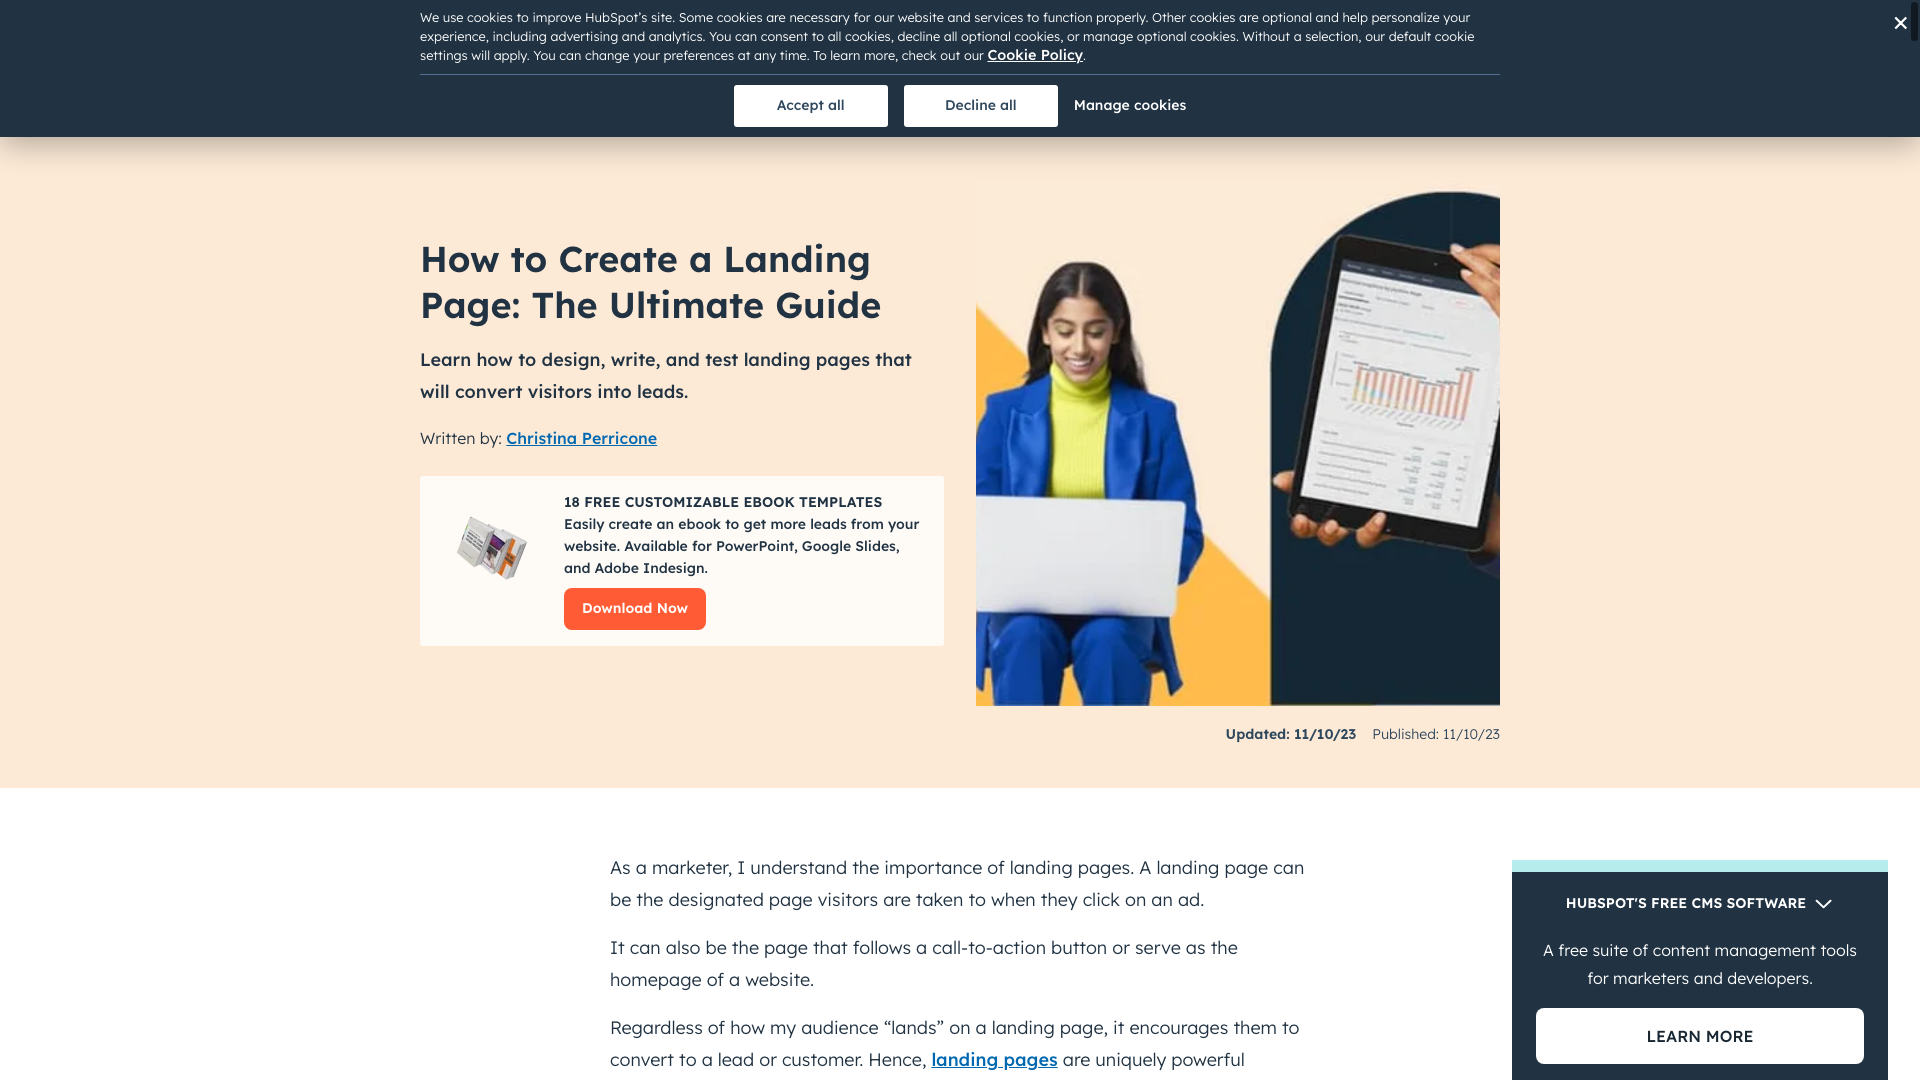 We use cookies to improve HubSpot's site. Some cookies are necessary for our website and services to function properly. Other cookies are optional and help personalize your
experience, including advertising and analytics. You can consent to all cookies, decline all optional cookies, or manage optional cookies. Without a selection, our default cookie
settings will apply. You can change your preferences at any time. To learn more, check out our Cookie Policy.
Accept all
Decline all
Manage cookies
How to Create a Landing
Page: The Ultimate Guide
Learn how to design, write, and test landing pages that
will convert visitors into leads.
Written by: Christina Perricone
18 FREE CUSTOMIZABLE EBOOK TEMPLATES
Easily create an ebook to get more leads from your
website. Available for PowerPoint, Google Slides,
and Adobe Indesign.
Download Now
Updated: 11/10/23
Published: 11/10/23
As a marketer, I understand the importance of landing pages. A landing page can
be the designated page visitors are taken to when they click on an ad.
It can also be the page that follows a call-to-action button or serve as the
homepage of a website.
Regardless of how my audience “lands” on a landing page, it encourages them to
convert to a lead or customer. Hence, landing pages are uniquely powerful
HUBSPOT'S FREE CMS SOFTWARE
A free suite of content management tools
for marketers and developers.
LEARN MORE